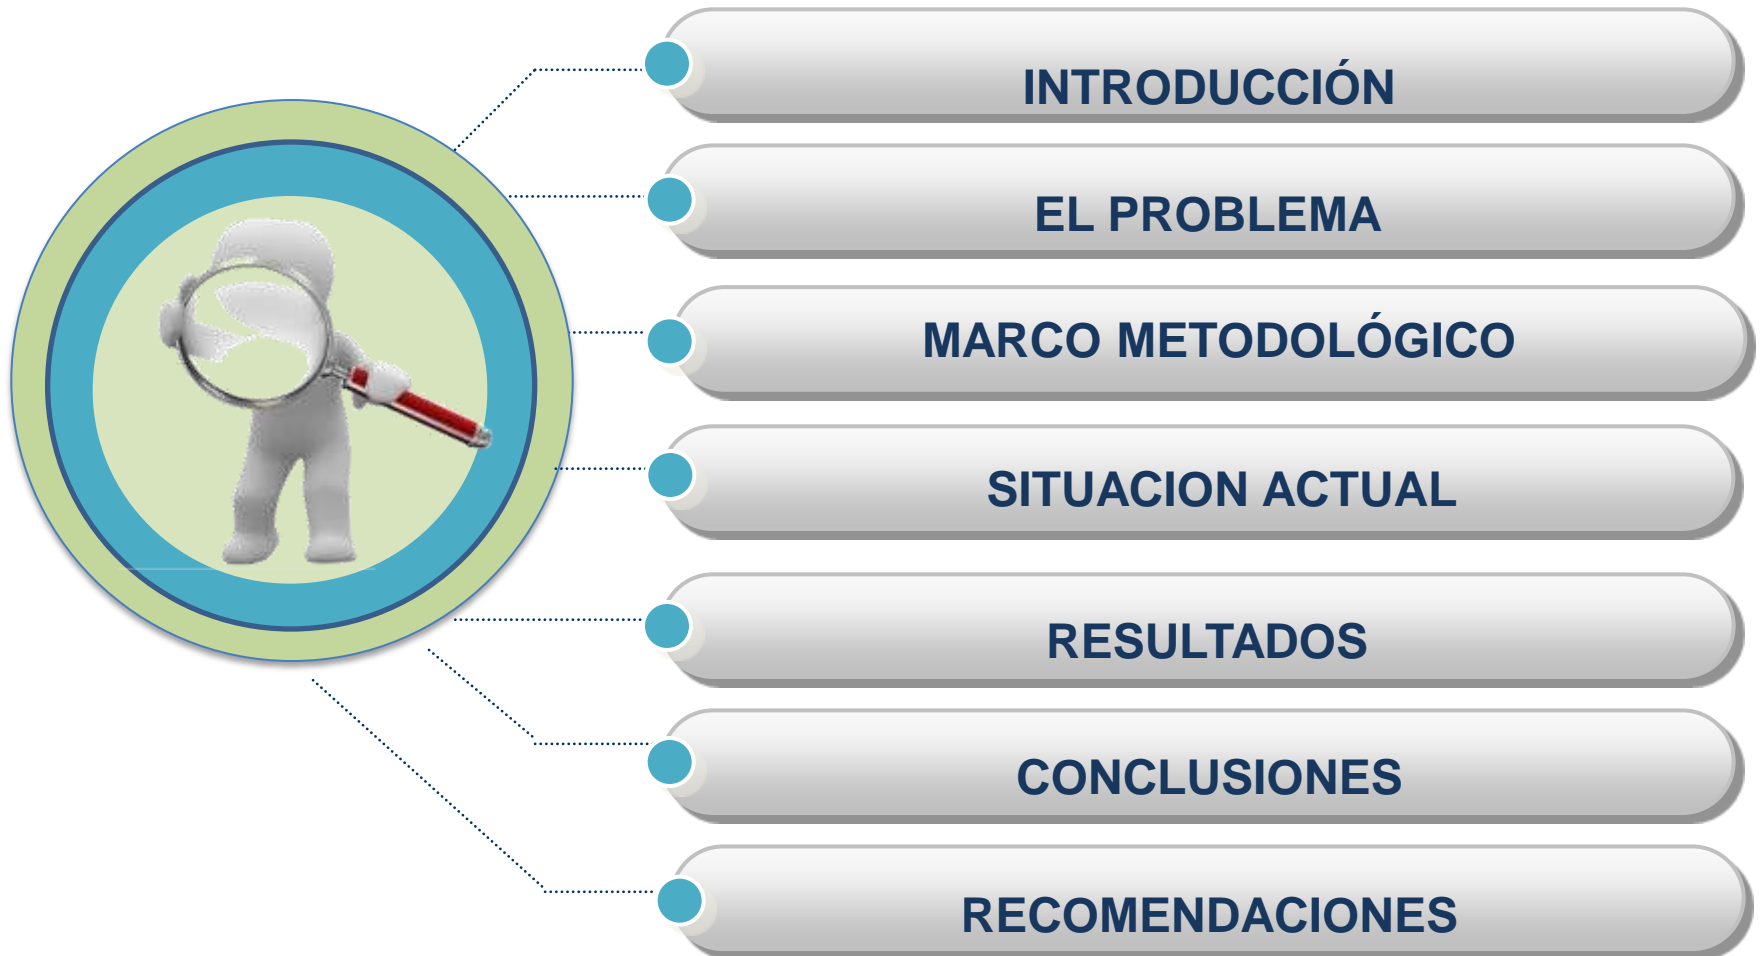 INTRODUCCIÓN
EL PROBLEMA
MARCO METODOLÓGICO
SITUACION ACTUAL
RESULTADOS
CONCLUSIONES
RECOMENDACIONES